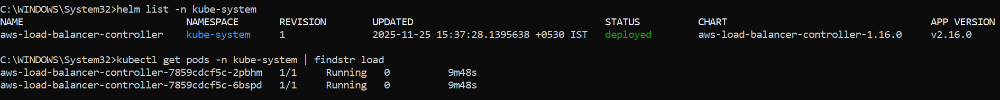 C:\WINDOWS\System32>helm list -n kube-system
NAME NAMESPACE REVISION UPDATED STATUS CHART APP VERSION
aws-load-balancer-controller kube-system 1 2025-11-25 15:37:28.1395638 +0530 IST deployed aws-load-balancer-controller-1.16.0 v2.16.0
C:\WINDOWS\System32>kubectl get pods -n kube-system | findstr load
aws-load-balancer-controller-7859cdcf5c-2pbhm 1/1 Running 0 9m48s
aws-load-balancer-controller-7859cdcf5c-6bspd 1/1 Running 0 9m48s